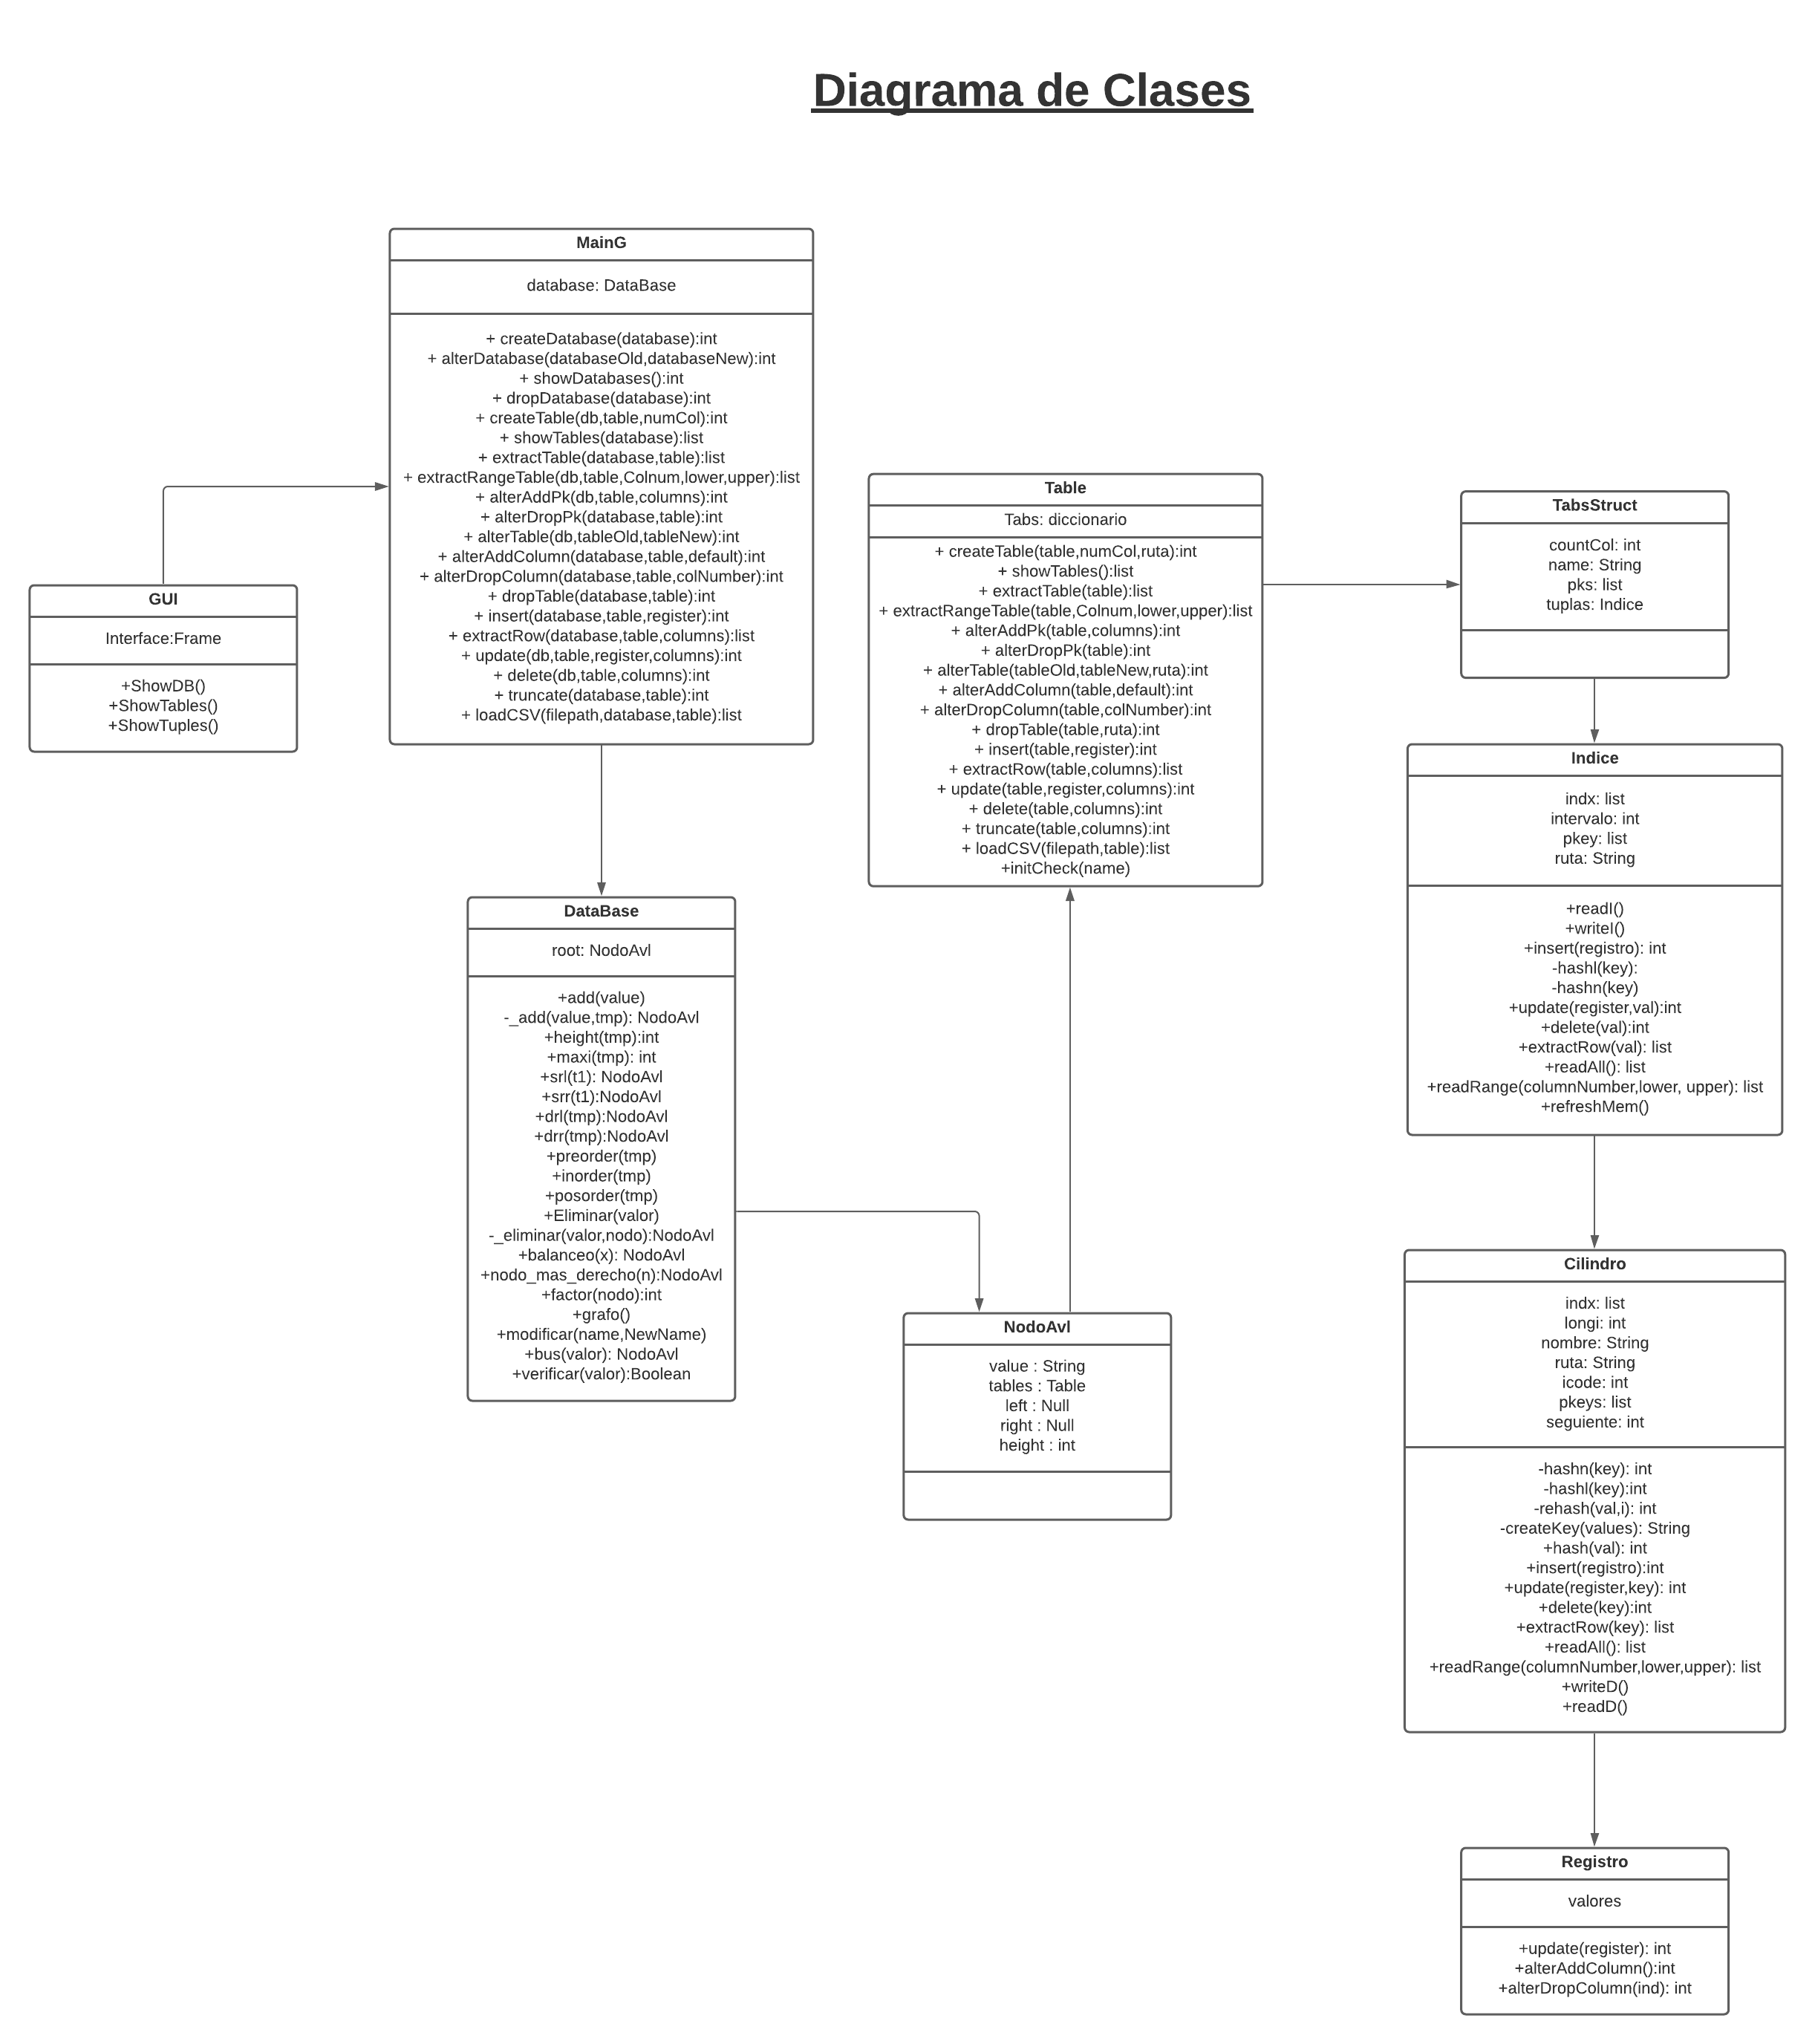 Diagrama de Clases
MainG
database: DataBase
+ createDatabase(database):int
+ alterDatabase(databaseOld,databaseNew):int
+ showDatabases():int
+ dropDatabase(database):int
+ createTable(db,table,numCol):int
+ showTables(database):list
+ extractTable(database,table):list
+ extractRangeTable(db,table,Colnum,lower,upper):list
+ alterAddPk(db,table,columns):int
+ alterDropPk(database,table):int
+ alterTable(db,tableOld,tableNew):int
+ alterAddColumn(database,table,default):int
+ alterDropColumn(database,table,colNumber):int
+ dropTable(database,table):int
+ insert(database,table,register):int
+ extractRow(database,table,columns):list
+ update(db,table,register,columns):int
+ delete(db,table,columns):int
+ truncate(database,table):int
+ loadCSV(filepath,database,table):list
GUI
Interface:Frame
+ShowDB()
+ShowTables()
+ShowTuples()
DataBase
root: NodoAvl
+add(value)
-_add(value,tmp): NodoAvl
+height(tmp):int
+maxi(tmp): int
+srl(t1): NodoAvl
+srr(t1):NodoAvl
+drl(tmp):NodoAvl
+drr(tmp):NodoAvl
+preorder(tmp)
+inorder(tmp)
+posorder(tmp)
+Eliminar(valor)
-_eliminar(valor,nodo):NodoAvl
+balanceo(x): NodoAvl
+nodo_mas_derecho(n):NodoAvl
+factor(nodo):int
+grafo()
+modificar(name,NewName)
+bus(valor): NodoAvl
+verificar(valor):Boolean
Table
Tabs: diccionario
+ createTable(table,numCol,ruta):int
+ showTables():list
+ extractTable(table):list
+ extractRangeTable(table,Colnum,lower,upper):list
+ alterAddPk(table,columns):int
+ alterDropPk(table):int
+ alterTable(tableOld,tableNew,ruta):int
+ alterAddColumn(table,default):int
+ alterDropColumn(table,colNumber):int
+ dropTable(table,ruta):int
+ insert(table,register):int
+ extractRow(table,columns):list
+ update(table,register,columns):int
+ delete(table,columns):int
+ truncate(table,columns):int
+ loadCSV(filepath,table):list
+initCheck(name)
NodoAvl
value : String
tables : Table
left : Null
right : Null
height : int
TabsStruct
countCol: int
name: String
pks: list
tuplas: Indice
Indice
indx: list
intervalo: int
pkey: list
ruta: String
+readI()
+writeI()
+insert(registro): int
-hashl(key):
-hashn(key)
+update(register,val):int
+delete(val):int
+extractRow(val): list
+readAll(): list
+readRange(columnNumber,lower, upper): list
+refreshMem()
Cilindro
indx: list
longi: int
nombre: String
ruta: String
icode: int
pkeys: list
seguiente: int
-hashn(key): int
-hashl(key):int
-rehash(val,i): int
-createKey(values): String
+hash(val): int
+insert(registro):int
+update(register,key): int
+delete(key):int
+extractRow(key): list
+readAll(): list
+readRange(columnNumber,lower,upper): list
+writeD()
+readD()
Registro
valores
+update(register): int
+alterAddColumn():int
+alterDropColumn(ind): int